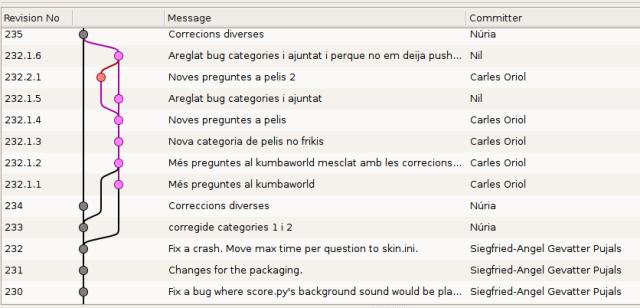 Revision No Message Committer
235 Correcions diverses Núria
232.1.6 Areglat bug categories i ajuntat i perque no em deija push... Nil
232.2.1 Noves preguntes a pelis 2 Carles Oriol
232.1.5 Areglat bug categories i ajuntat Nil
232.1.4 Noves preguntes a pelis Carles Oriol
232.1.3 Nova categoria de pelis no frikis Carles Oriol
232.1.2 Més preguntes al kumbaworld mesclat amb les correcions... Carles Oriol
232.1.1 Més preguntes al kumbaworld Carles Oriol
234 Correccions diverses Núria
233 corregide categories 1 i 2 Núria
232 Fix a crash. Move max time per question to skin.ini. Siegfried-Angel Gevatter Pujals
231 Changes for the packaging. Siegfried-Angel Gevatter Pujals
230 Fix a bug where score.py's background sound would be pla... Siegfried-Angel Gevatter Pujals